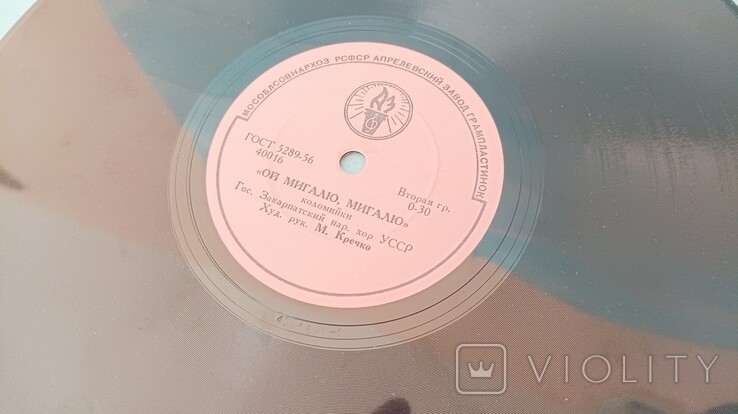 МОСОБЛСОВНАРХОЗ РСФСР АПРЕЛЕВСКИЙ ЗАВОД ГРАМПЛАСТИНОК
ГОСТ 5289-56
40016
Вторая гр.
0-30
«ОЙ МИГАЛЮ, МИГАЛЮ»
коломийки
Гос. Закарпатский нар. хор УССР
Худ. рук. М. Кречко
VIOLITY